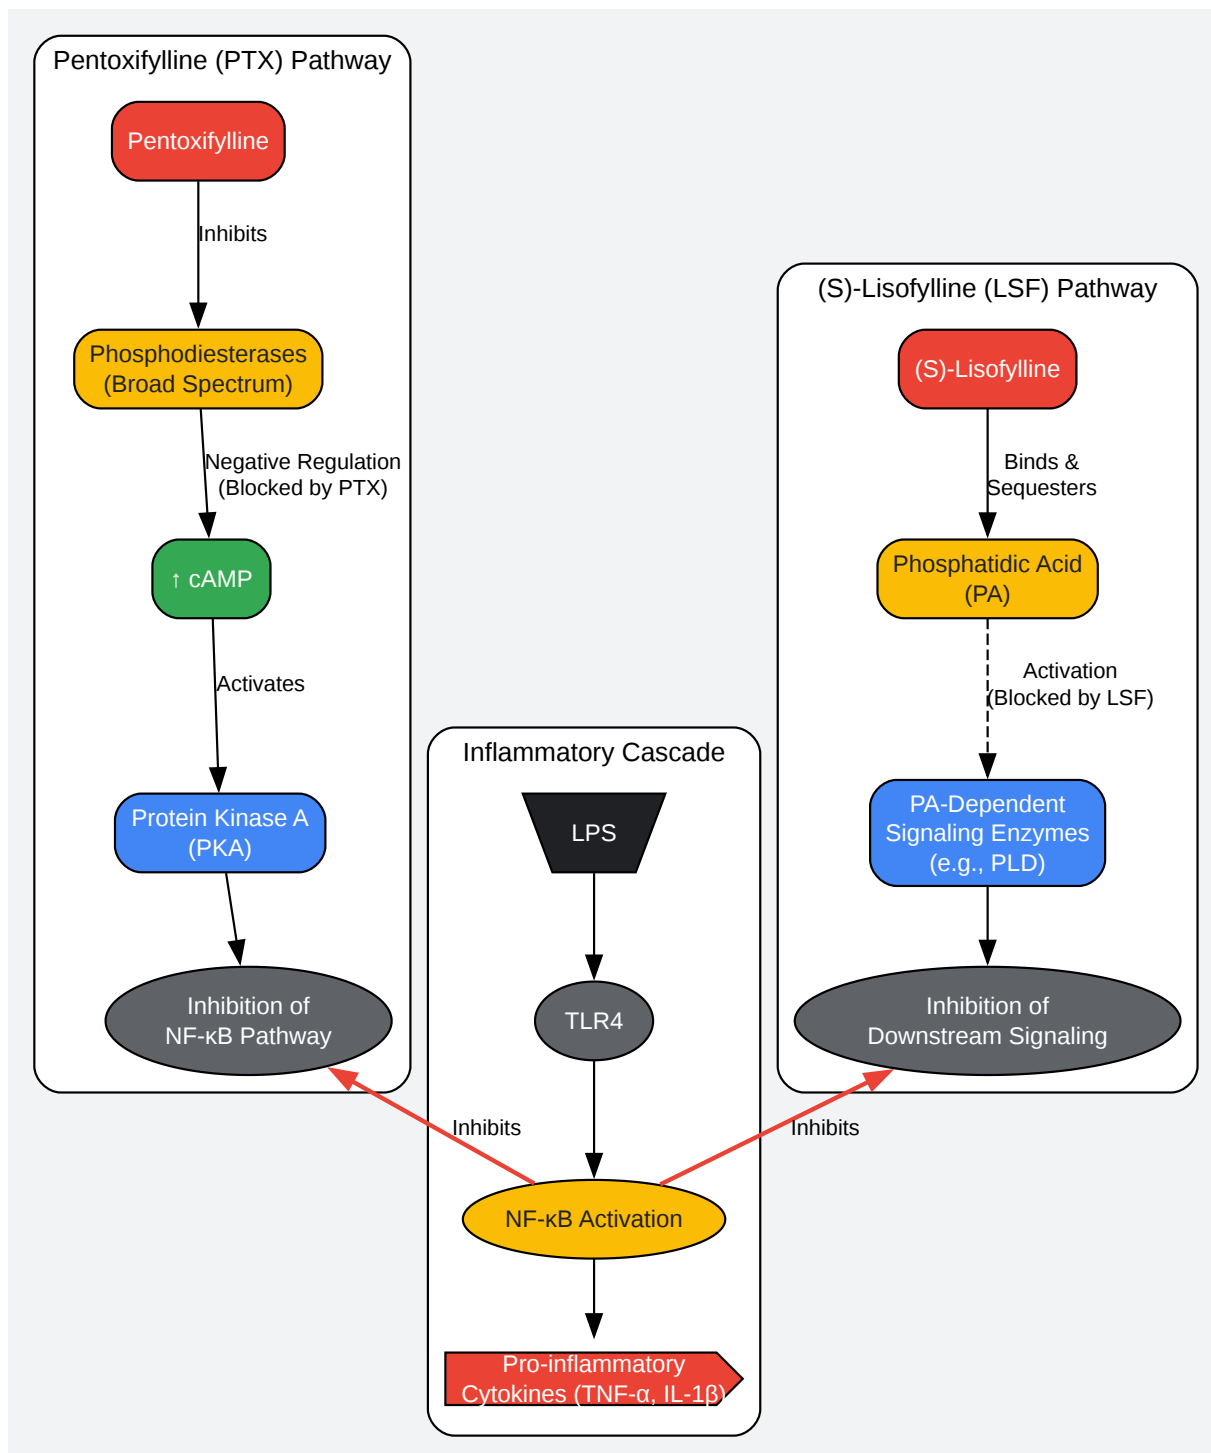 Pentoxifylline (PTX) Pathway
Pentoxifylline
Inhibits
Phosphodiesterases
(Broad Spectrum)
Negative Regulation
(Blocked by PTX)
↑ cAMP
Activates
Protein Kinase A
(PKA)
Inhibition of
NF-κB Pathway
(S)-Lisofylline (LSF) Pathway
(S)-Lisofylline
Binds &
Sequesters
Phosphatidic Acid
(PA)
Activation
(Blocked by LSF)
PA-Dependent
Signaling Enzymes
(e.g., PLD)
Inhibition of
Downstream Signaling
Inflammatory Cascade
LPS
TLR4
Inhibits
Inhibits
NF-κB Activation
Pro-inflammatory
Cytokines (TNF-α, IL-1β)